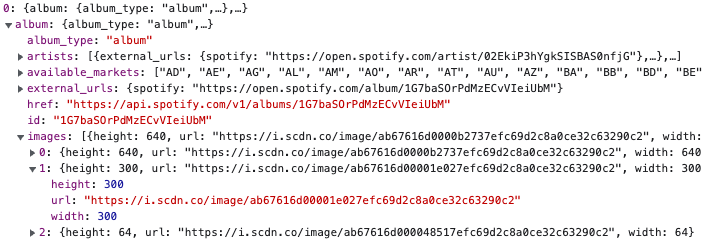 0: {album: {album_type: "album",…},…}
album: {album_type: "album",…}
album_type: "album"
artists: [{external_urls: {spotify: "https://open.spotify.com/artist/02EkiP3hYgkSISBAS0nfjG"},…},…]
available_markets: ["AD", "AE", "AG", "AL", "AM", "AO", "AR", "AT", "AU", "AZ", "BA", "BB", "BD", "BE"
external_urls: {spotify: "https://open.spotify.com/album/1G7baSOrPdMzECvVIeiUbM"}
href: "https://api.spotify.com/v1/albums/1G7baSOrPdMzECvVIeiUbM"
id: "1G7baSOrPdMzECvVIeiUbM"
images: [{height: 640, url: "https://i.scdn.co/image/ab67616d0000b2737efc69d2c8a0ce32c63290c2", width:
0: {height: 640, url: "https://i.scdn.co/image/ab67616d0000b2737efc69d2c8a0ce32c63290c2", width: 640
1: {height: 300, url: "https://i.scdn.co/image/ab67616d00001e027efc69d2c8a0ce32c63290c2", width: 300
height: 300
url: "https://i.scdn.co/image/ab67616d00001e027efc69d2c8a0ce32c63290c2"
width: 300
2: {height: 64, url: "https://i.scdn.co/image/ab67616d000048517efc69d2c8a0ce32c63290c2", width: 64}